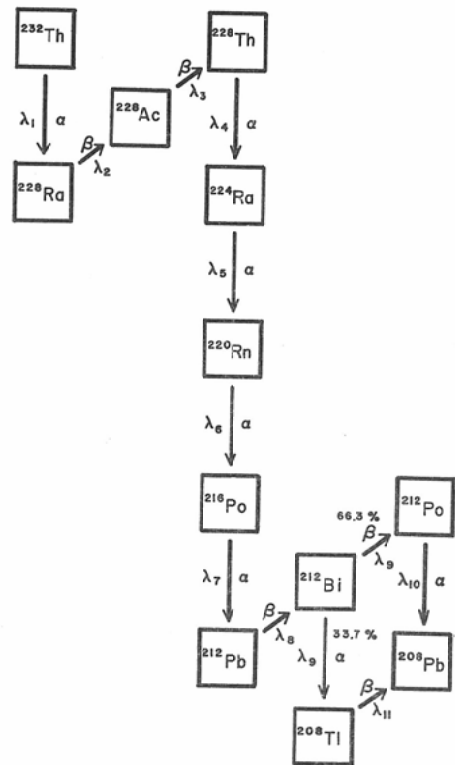 ²³²Th
²²⁸Th
β
λ₃
²²⁸Ac
λ₁ α
β
λ₂
λ₄ α
²²⁸Ra
²²⁴Ra
λ₅ α
²²⁰Rn
λ₆ α
²¹⁶Po
²¹²Po
66,3 %
β
λ₉
λ₇ α
²¹²Bi
λ₁₀ α
β
λ₈
33,7 %
λ₉ α
²¹²Pb
²⁰⁸Pb
β
λ₁₁
²⁰⁸Tl